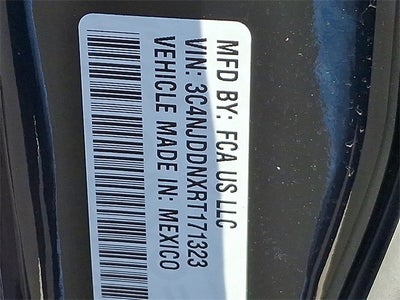 MFD BY: FCA US LLC
VIN: 3C4NJDDNXRT171323
VEHICLE MADE IN: MEXICO